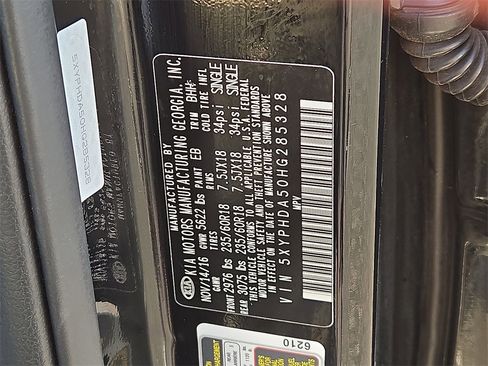 MANUFACTURED BY
KIA KIA MOTORS MANUFACTURING GEORGIA, INC.
NOV/14/16 PAINT EB TRIM BHH
GVWR 5622 lbs
GAWR TIRES RIMS COLD TIRE INFL
FRONT 2976 lbs 235/60R18 7.5JX18 34psi SINGLE
REAR 3075 lbs 235/60R18 7.5JX18 34psi SINGLE
THIS VEHICLE CONFORMS TO ALL APPLICABLE U.S.A. FEDERAL
MOTOR VEHICLE SAFETY AND THEFT PREVENTION STANDARDS
IN EFFECT ON THE DATE OF MANUFACTURE SHOWN ABOVE
VIN 5XYPHDA50HG285328
MPV
5XYPHDA50HG285328
6210